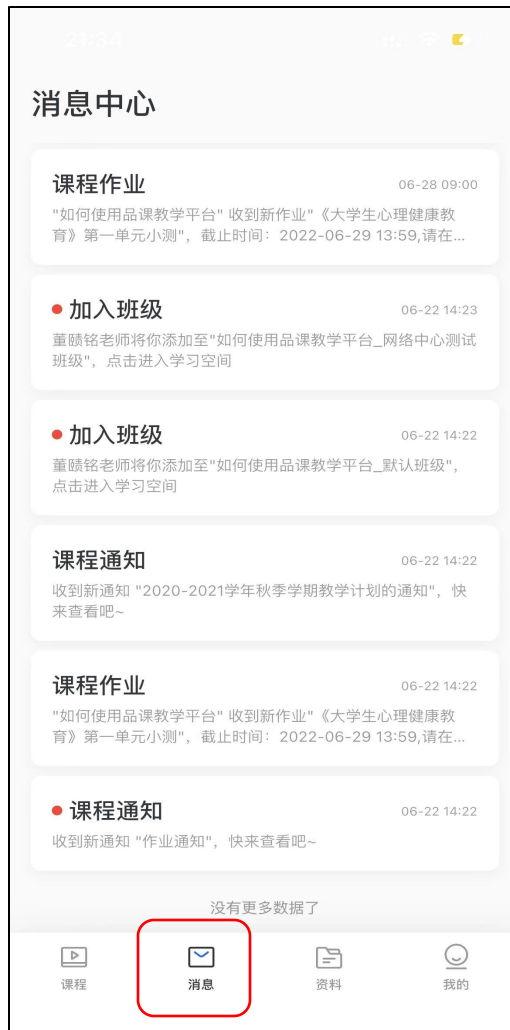 21:34
消息中心
课程作业
06-28 09:00
"如何使用品课教学平台" 收到新作业"《大学生心理健康教
育》第一单元小测"，截止时间：2022-06-29 13:59,请在...
加入班级
06-22 14:23
董赜铭老师将你添加至"如何使用品课教学平台_网络中心测试
班级"，点击进入学习空间
加入班级
06-22 14:22
董赜铭老师将你添加至"如何使用品课教学平台_默认班级"，
点击进入学习空间
课程通知
06-22 14:22
收到新通知 "2020-2021学年秋季学期教学计划的通知"，快
来查看吧~
课程作业
06-22 14:22
"如何使用品课教学平台" 收到新作业"《大学生心理健康教
育》第一单元小测"，截止时间：2022-06-29 13:59,请在...
课程通知
06-22 14:22
收到新通知 "作业通知"，快来查看吧~
没有更多数据了
课程
消息
资料
我的